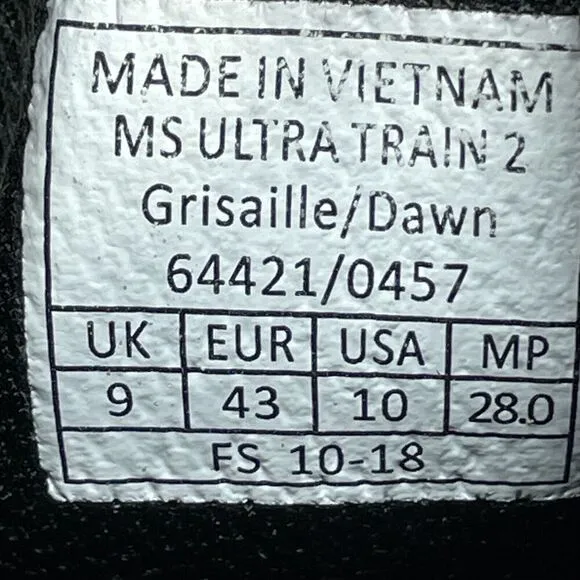 MADE IN VIETNAM
MS ULTRA TRAIN 2
Grisaille/Dawn
64421/0457
UK EUR USA MP
9 43 10 28.0
FS 10-18